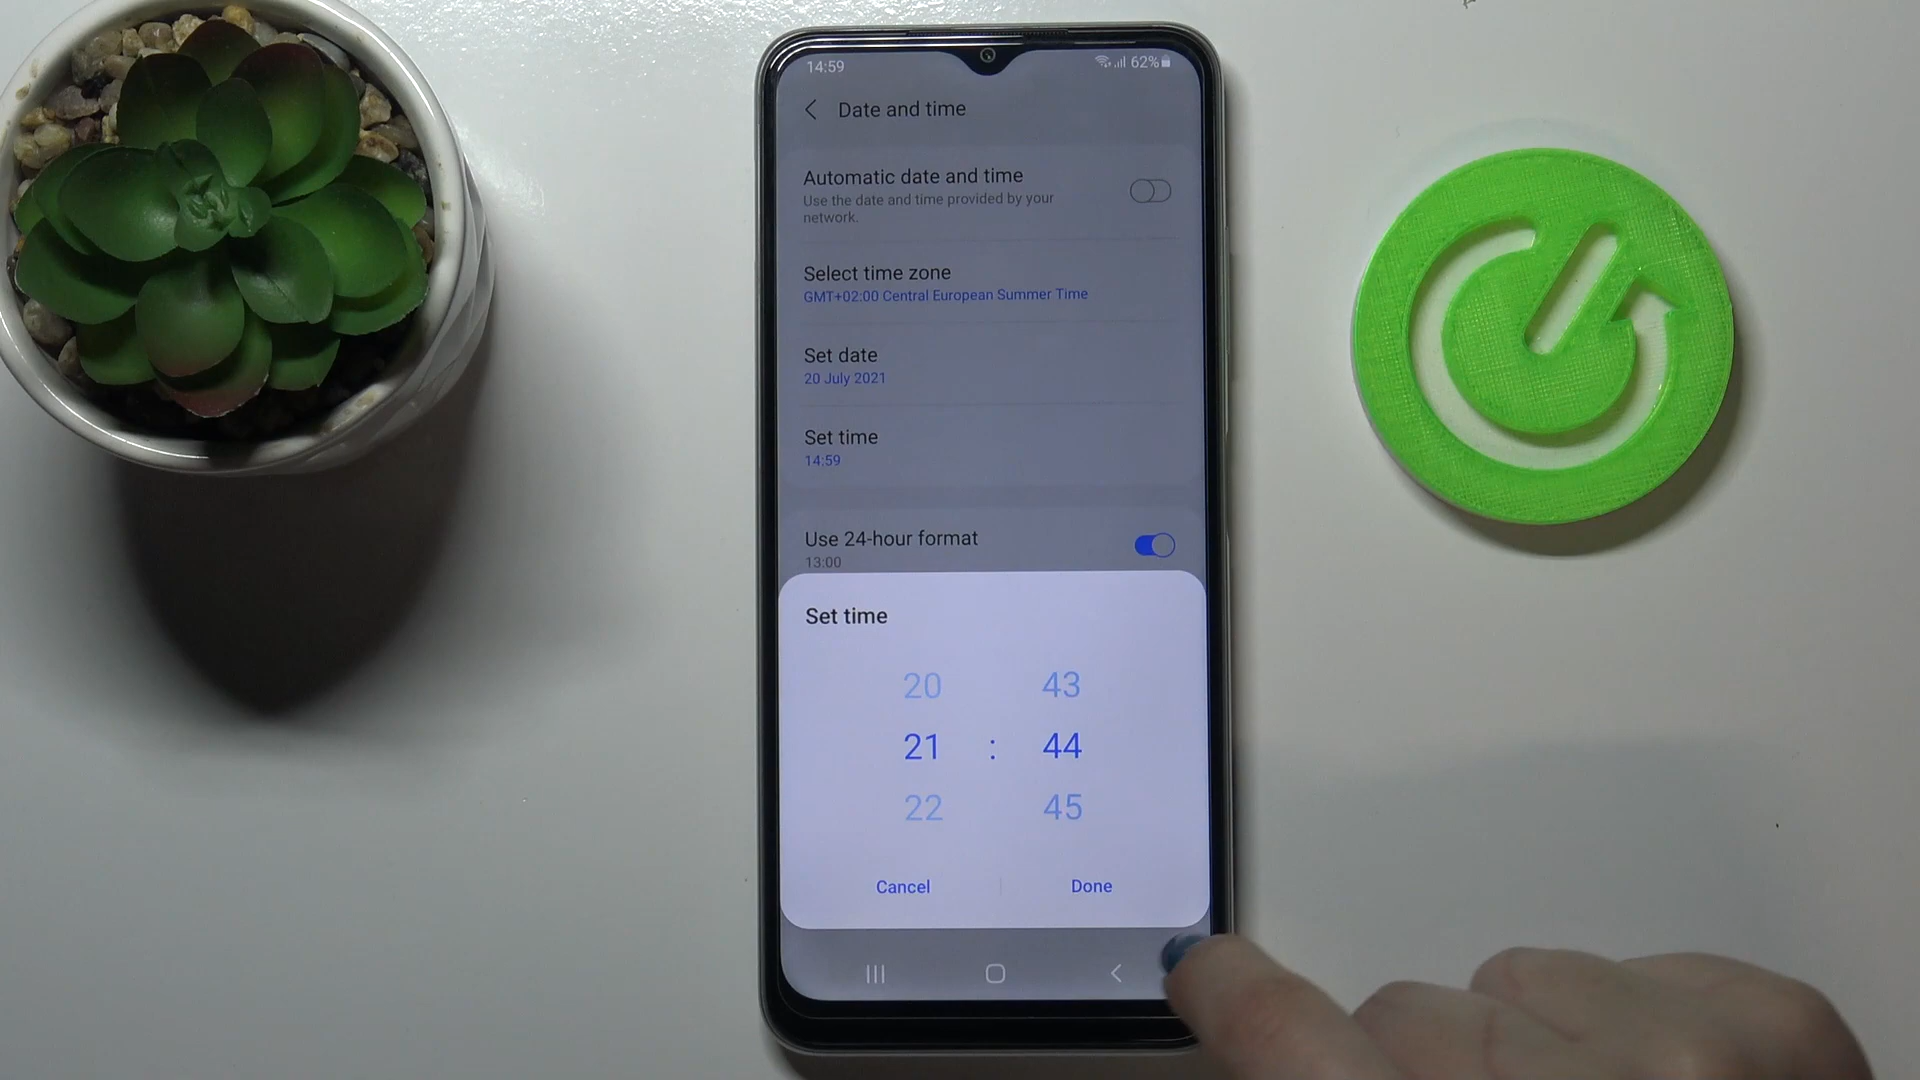 14:59 62%
Date and time
Automatic date and time
Use the date and time provided by your
network.
Select time zone
GMT+02:00 Central European Summer Time
Set date
20 July 2021
Set time
14:59
Use 24-hour format
13:00
Set time
20 43
21 : 44
22 45
Cancel Done